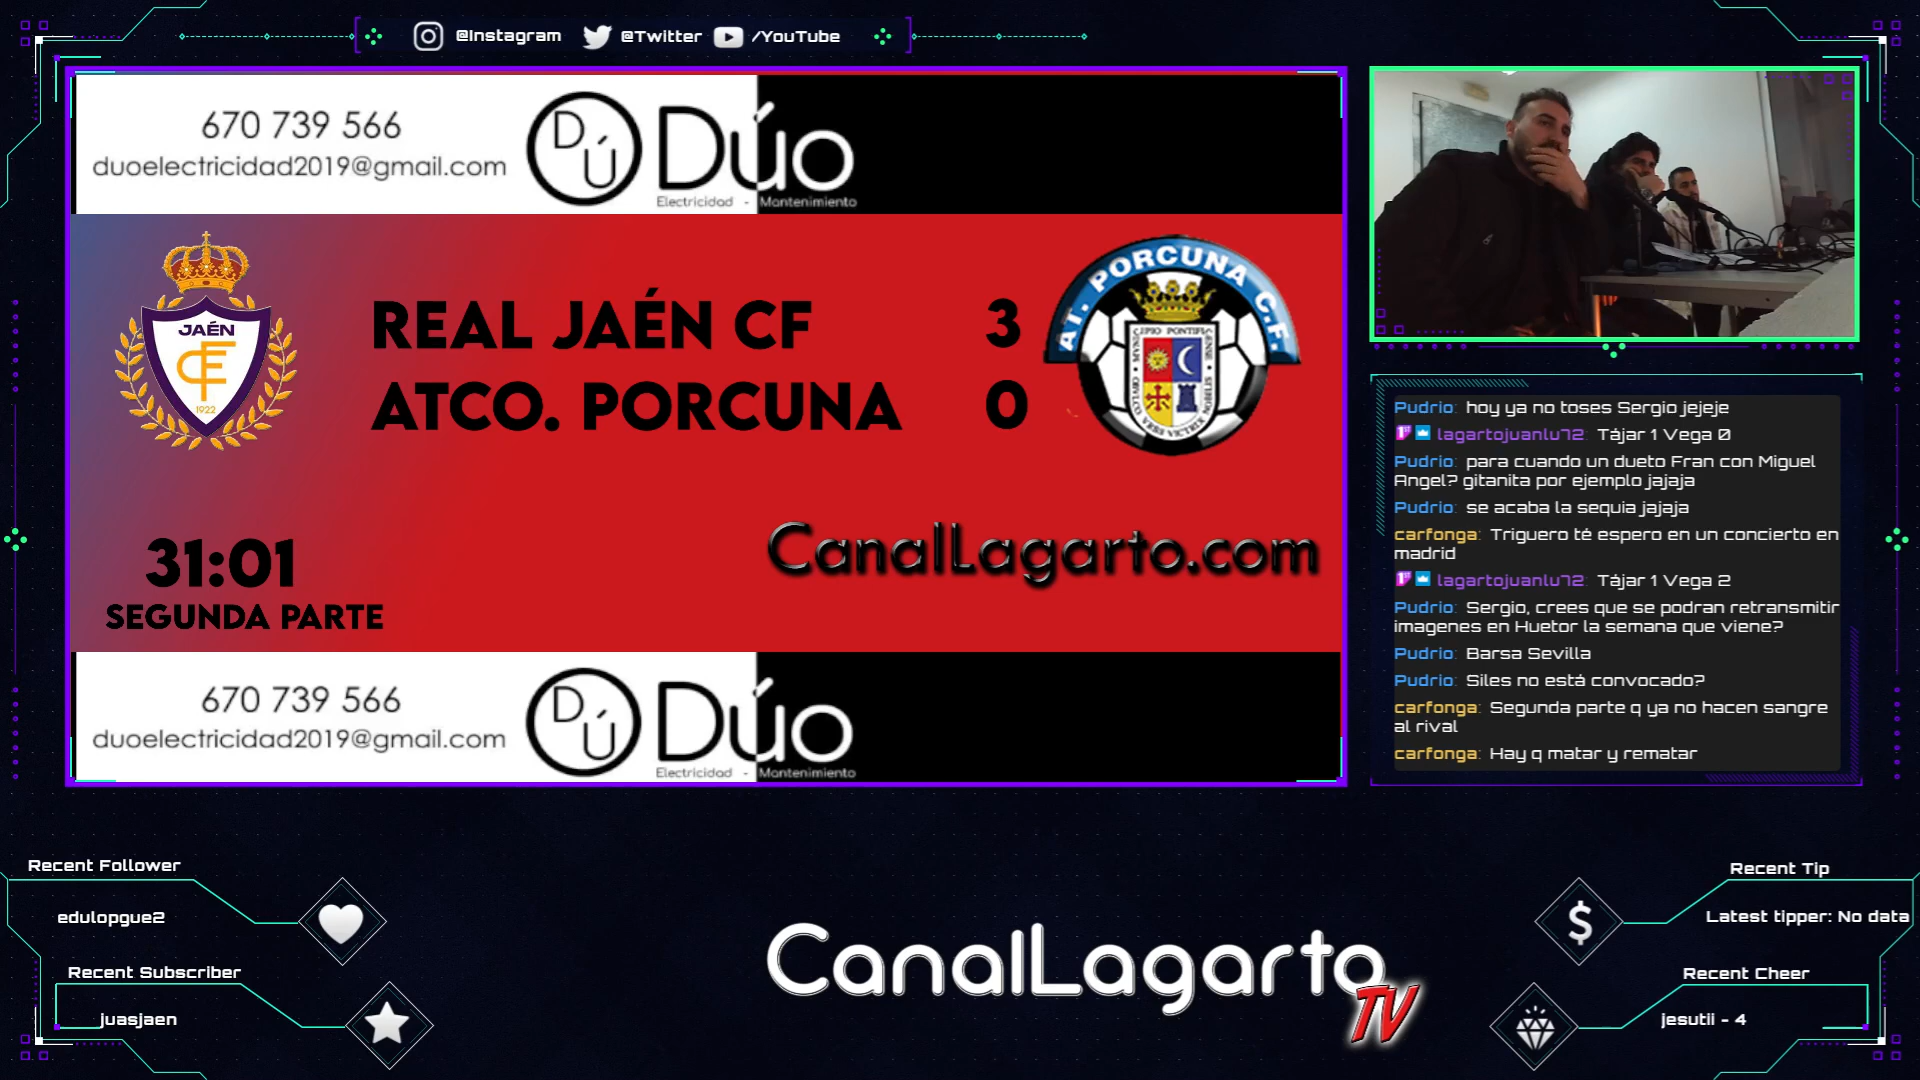 @Instagram @Twitter /YouTube
670 739 566
duoelectricidad2019@gmail.com
DÚ Dúo
Electricidad - Mantenimiento
JAÉN
CF
1922
REAL JAÉN CF 3
ATCO. PORCUNA 0
AT. PORCUNA C.F.
31:01
SEGUNDA PARTE
CanalLagarto.com
670 739 566
duoelectricidad2019@gmail.com
DÚ Dúo
Electricidad - Mantenimiento
Pudrio: hoy ya no toses Sergio jejeje
lagartojuanlu72: Tájar 1 Vega 0
Pudrio: para cuando un dueto Fran con Miguel
Angel? gitanita por ejemplo jajaja
Pudrio: se acaba la sequia jajaja
carfonga: Triguero té espero en un concierto en
madrid
lagartojuanlu72: Tájar 1 Vega 2
Pudrio: Sergio, crees que se podran retransmitir
imagenes en Huetor la semana que viene?
Pudrio: Barsa Sevilla
Pudrio: Siles no está convocado?
carfonga: Segunda parte q ya no hacen sangre
al rival
carfonga: Hay q matar y rematar
Recent Follower
edulopgue2
Recent Subscriber
juasjaen
CanalLagarto
TV
Recent Tip
$ Latest tipper: No data
Recent Cheer
jesutii - 4